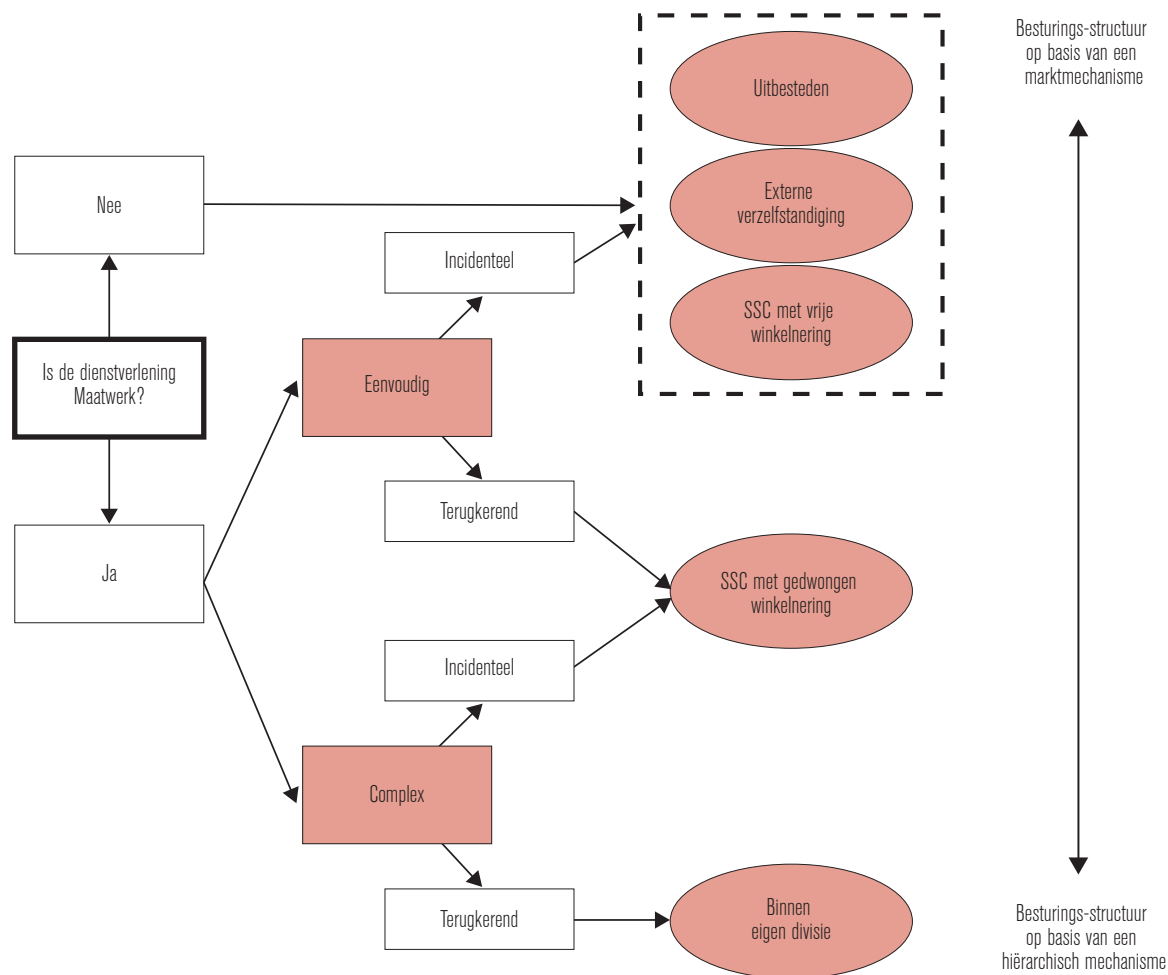 Besturings-structuur
op basis van een
marktmechanisme
Uitbesteden
Nee
Externe
verzelfstandiging
Incidenteel
SSC met vrije
winkelnering
Is de dienstverlening
Maatwerk?
Eenvoudig
Terugkerend
Ja
SSC met gedwongen
winkelnering
Incidenteel
Complex
Terugkerend
Binnen
eigen divisie
Besturings-structuur
op basis van een
hiërarchisch mechanisme